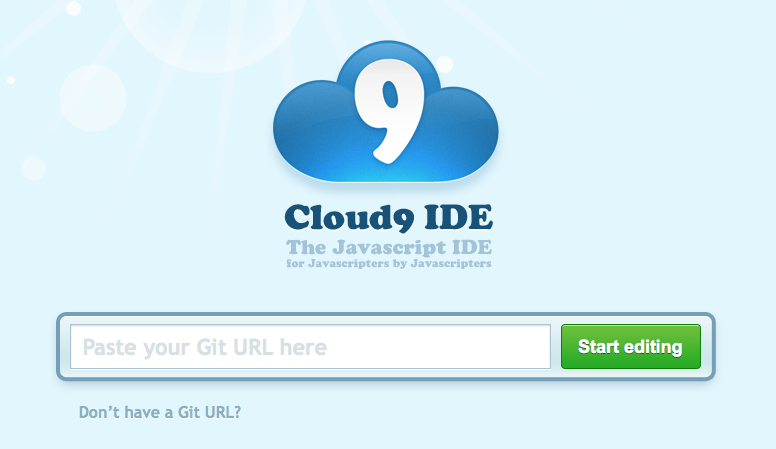 9
Cloud9 IDE
The Javascript IDE
for Javascripters by Javascripters
Paste your Git URL here
Start editing
Don’t have a Git URL?